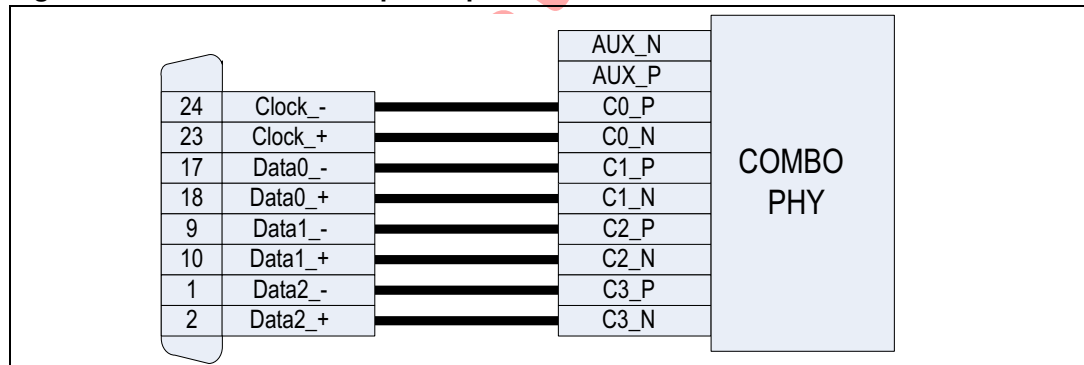 AUX_N
AUX_P
24 Clock_- C0_P
23 Clock_+ C0_N
17 Data0_- C1_P
18 Data0_+ C1_N
9 Data1_- C2_P
10 Data1_+ C2_N
1 Data2_- C3_P
2 Data2_+ C3_N
COMBO
PHY